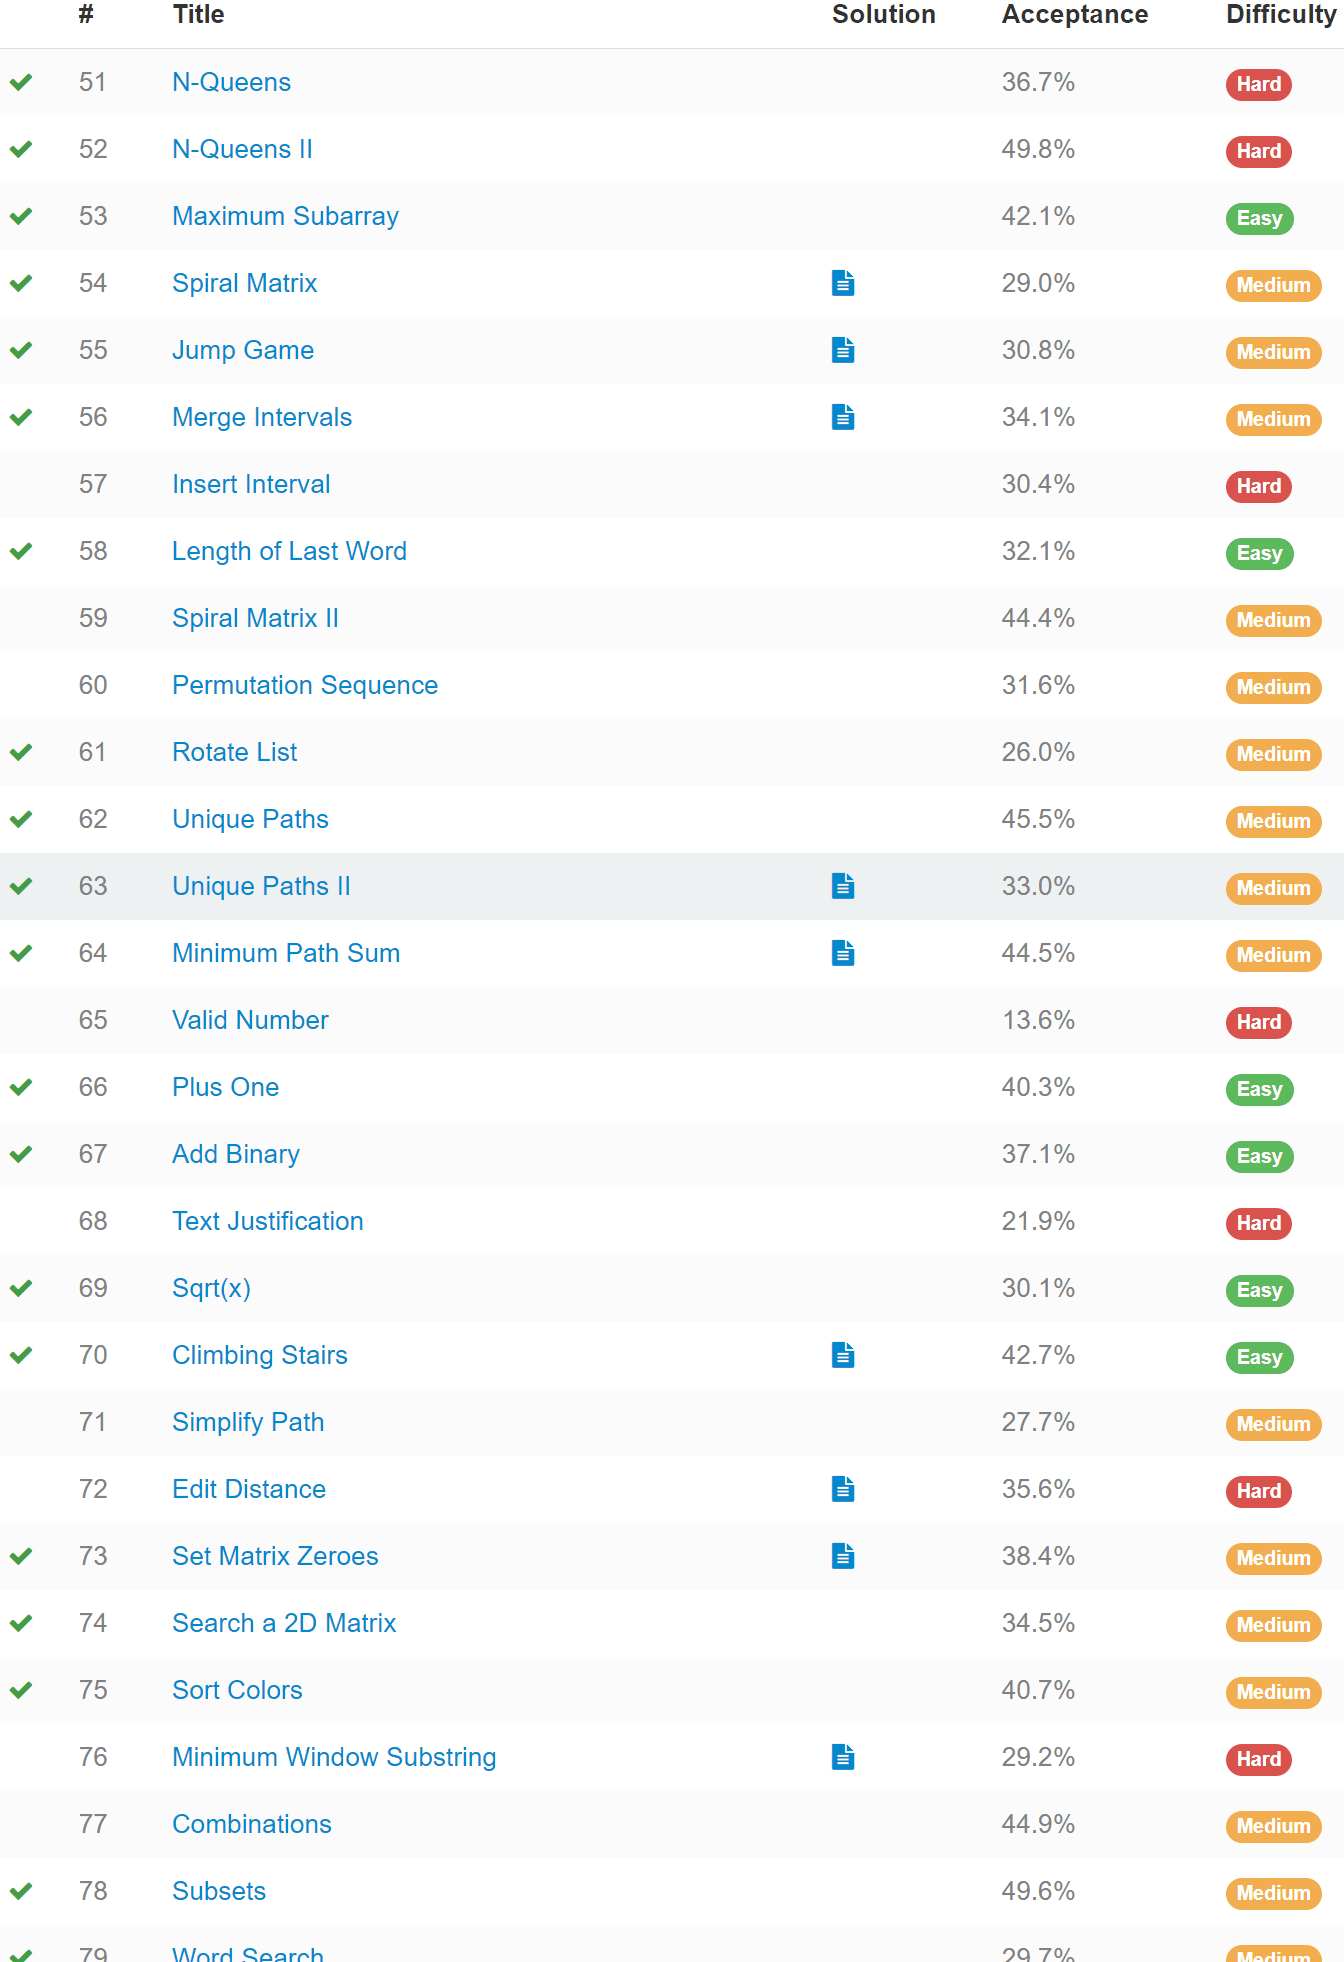 # Title Solution Acceptance Difficulty
51 N-Queens 36.7% Hard
52 N-Queens II 49.8% Hard
53 Maximum Subarray 42.1% Easy
54 Spiral Matrix 29.0% Medium
55 Jump Game 30.8% Medium
56 Merge Intervals 34.1% Medium
57 Insert Interval 30.4% Hard
58 Length of Last Word 32.1% Easy
59 Spiral Matrix II 44.4% Medium
60 Permutation Sequence 31.6% Medium
61 Rotate List 26.0% Medium
62 Unique Paths 45.5% Medium
63 Unique Paths II 33.0% Medium
64 Minimum Path Sum 44.5% Medium
65 Valid Number 13.6% Hard
66 Plus One 40.3% Easy
67 Add Binary 37.1% Easy
68 Text Justification 21.9% Hard
69 Sqrt(x) 30.1% Easy
70 Climbing Stairs 42.7% Easy
71 Simplify Path 27.7% Medium
72 Edit Distance 35.6% Hard
73 Set Matrix Zeroes 38.4% Medium
74 Search a 2D Matrix 34.5% Medium
75 Sort Colors 40.7% Medium
76 Minimum Window Substring 29.2% Hard
77 Combinations 44.9% Medium
78 Subsets 49.6% Medium
79 Word Search 29.7% Medium